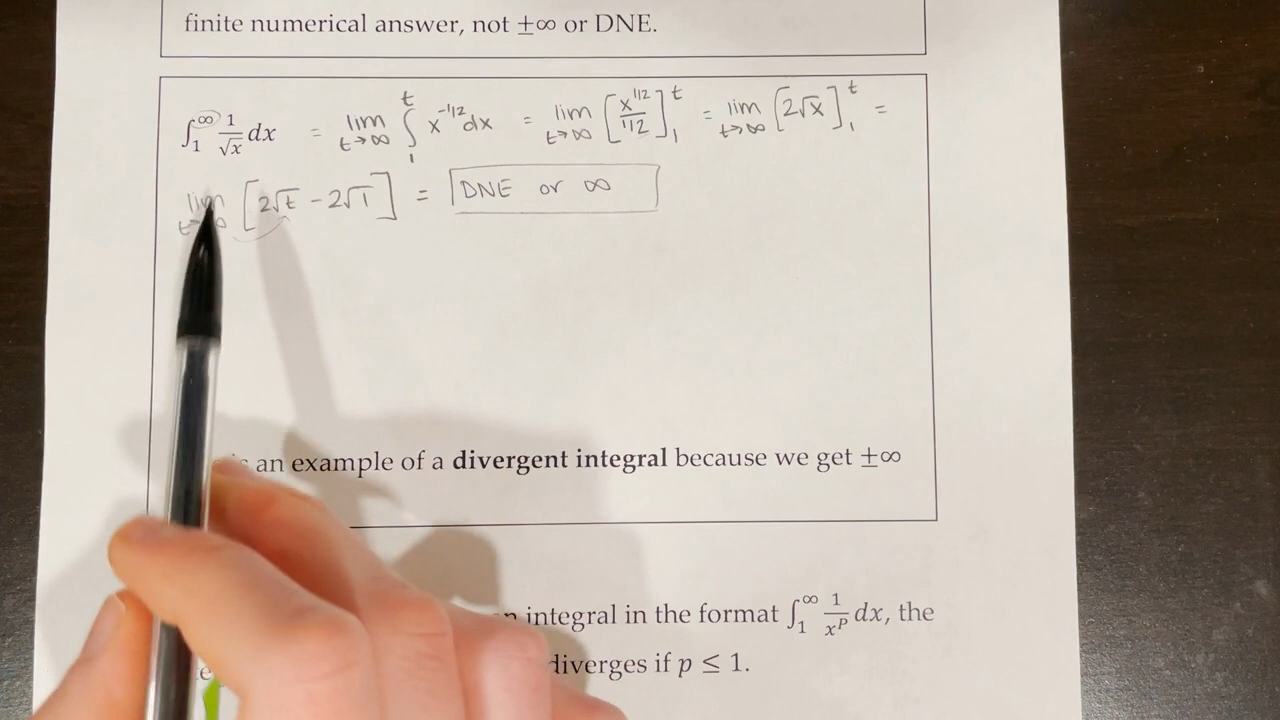 finite numerical answer, not ±∞ or DNE.
∫₁^∞ 1/√x dx = lim t→∞ ∫₁^t x^(-1/2) dx = lim t→∞ [x^(1/2) / 1/2]₁^t = lim t→∞ [2√x]₁^t =
lim t→∞ [2√t - 2√1] = DNE or ∞
an example of a divergent integral because we get ±∞
integral in the format ∫₁^∞ 1/x^p dx, the
diverges if p ≤ 1.